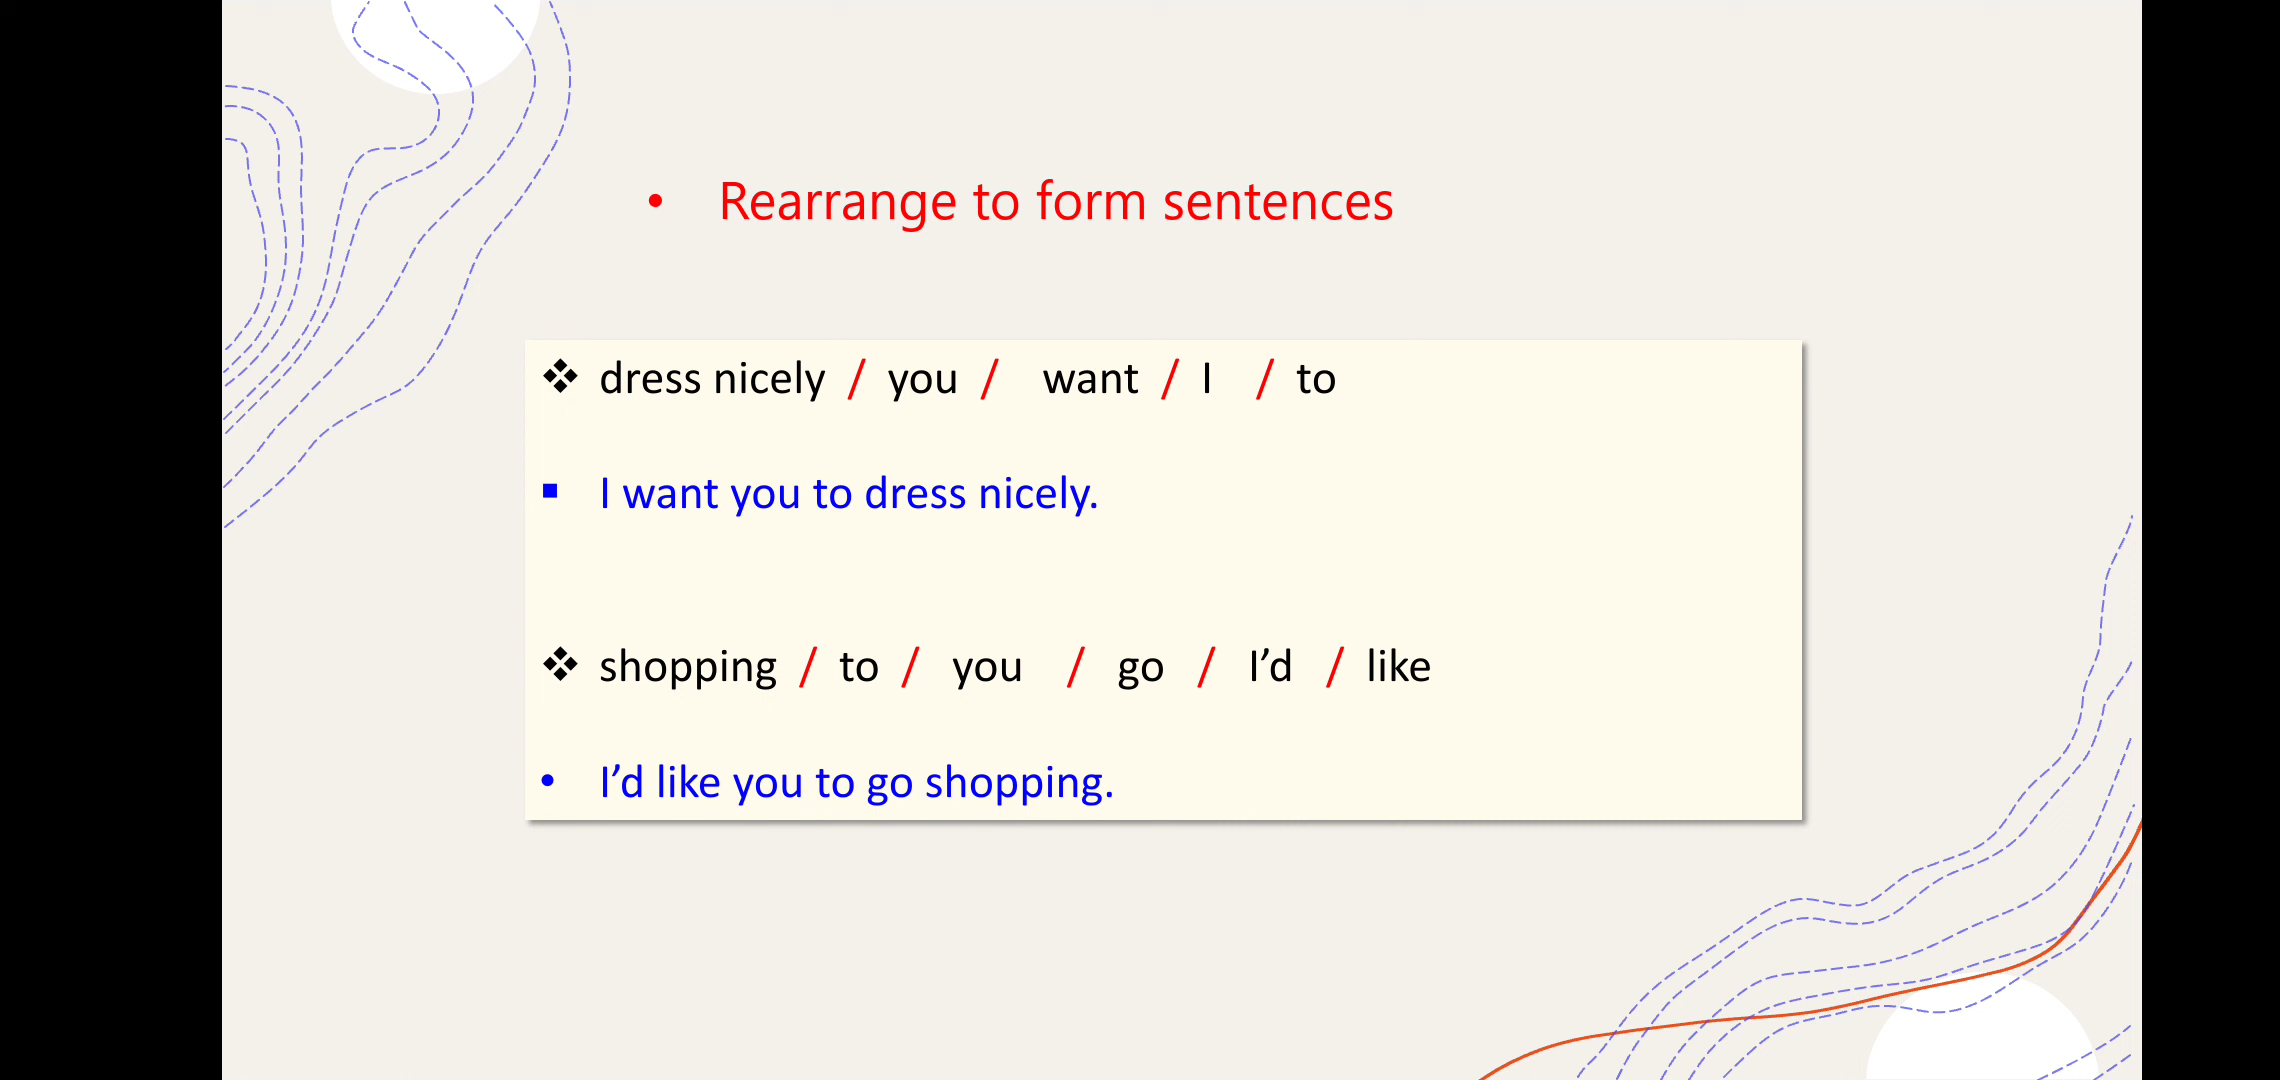 • Rearrange to form sentences
❖ dress nicely / you / want / I / to
▪ I want you to dress nicely.
❖ shopping / to / you / go / I’d / like
• I’d like you to go shopping.